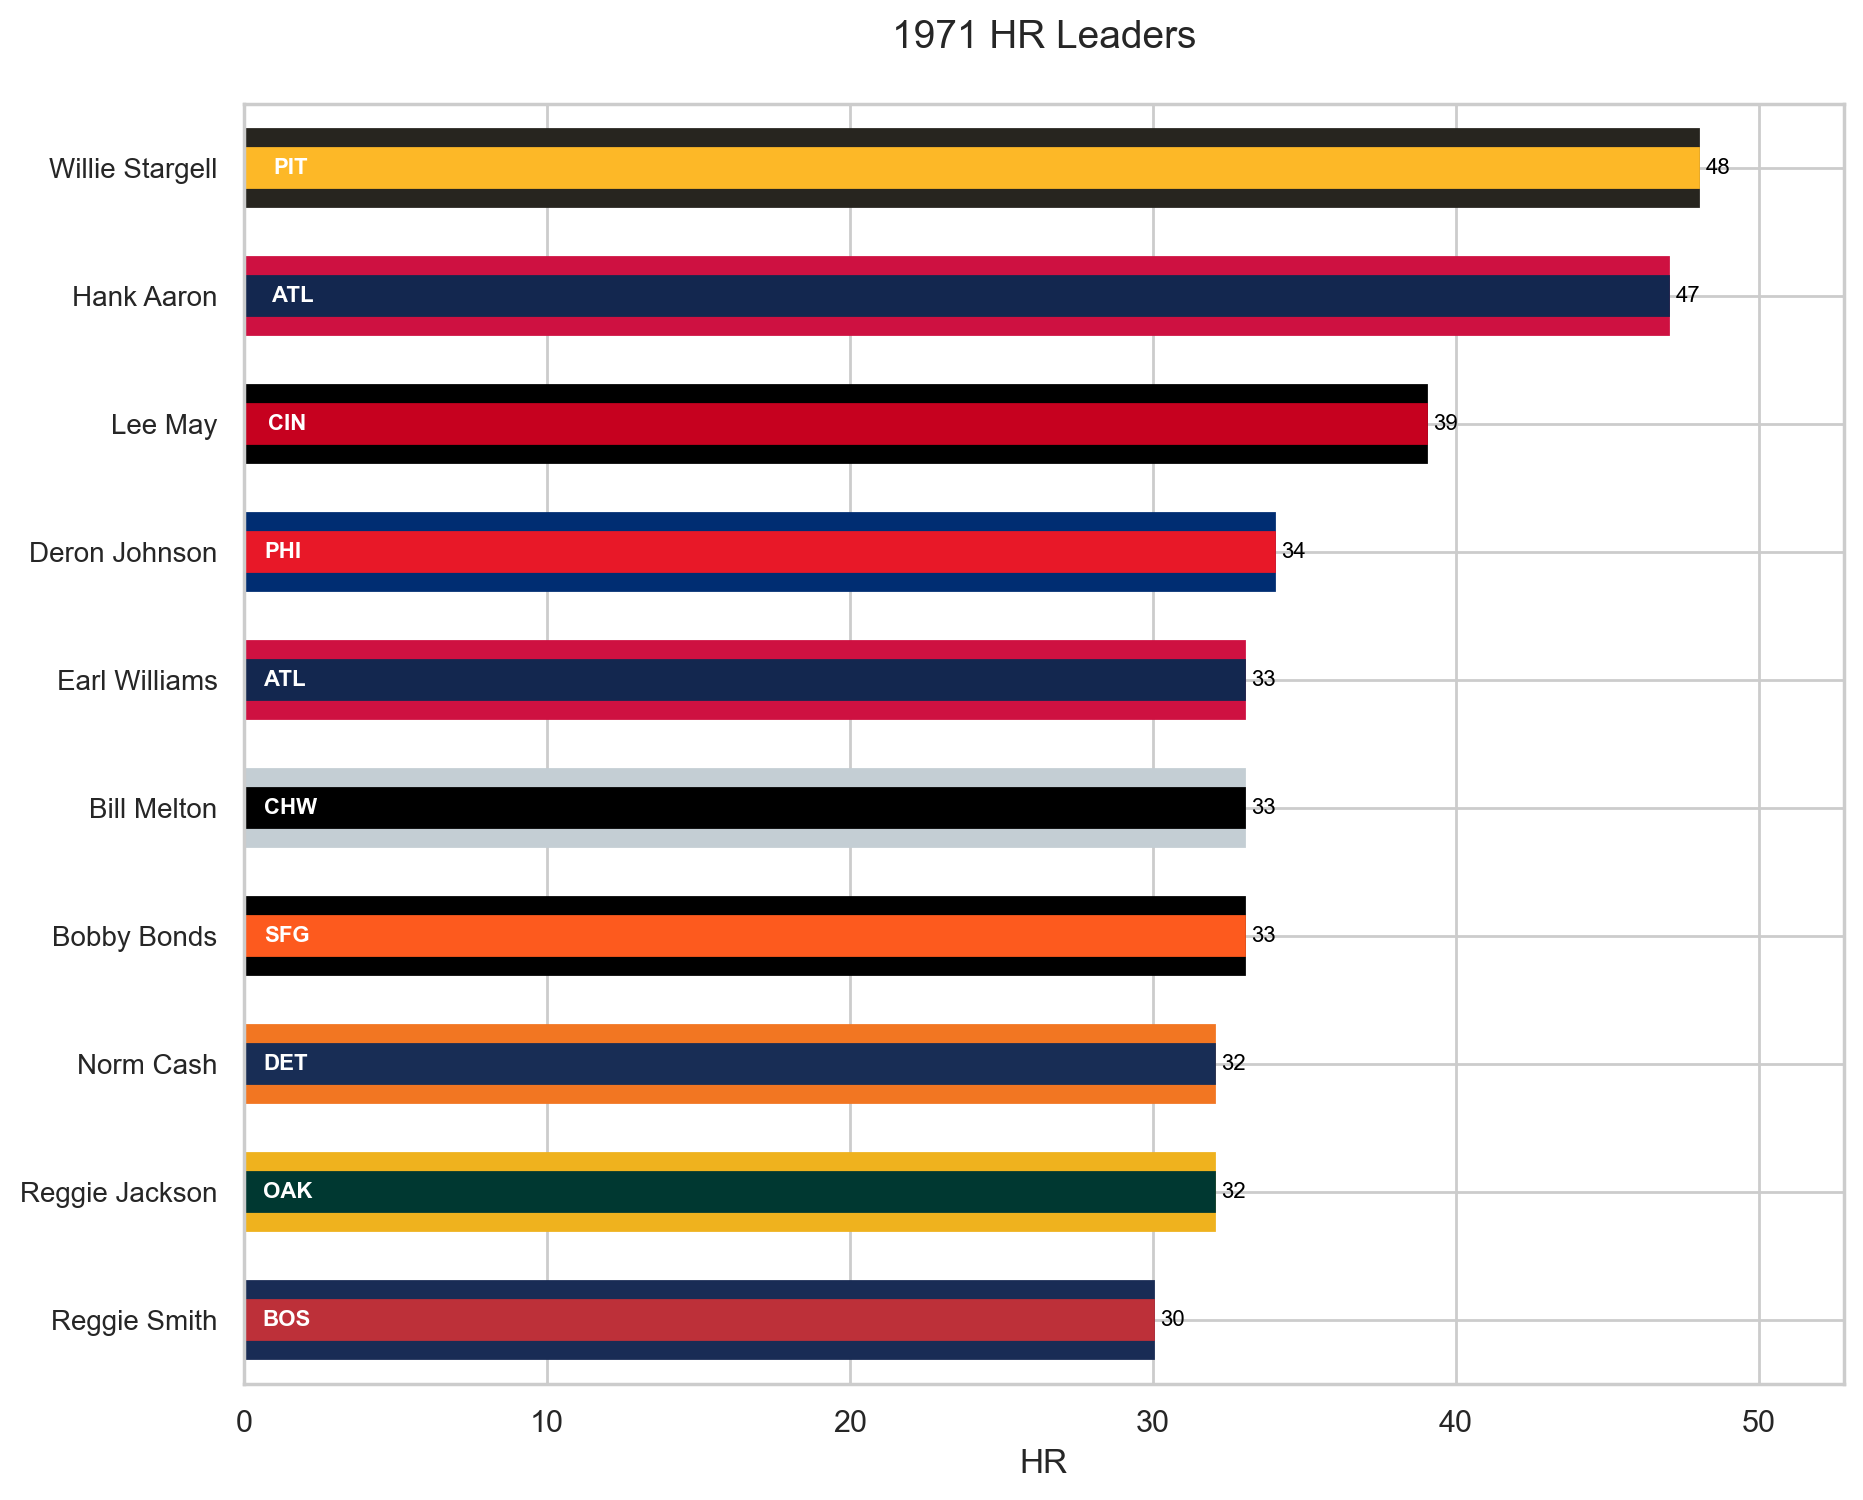 1971 HR Leaders
Willie Stargell PIT 48
Hank Aaron ATL 47
Lee May CIN 39
Deron Johnson PHI 34
Earl Williams ATL 33
Bill Melton CHW 33
Bobby Bonds SFG 33
Norm Cash DET 32
Reggie Jackson OAK 32
Reggie Smith BOS 30
0 10 20 30 40 50
HR